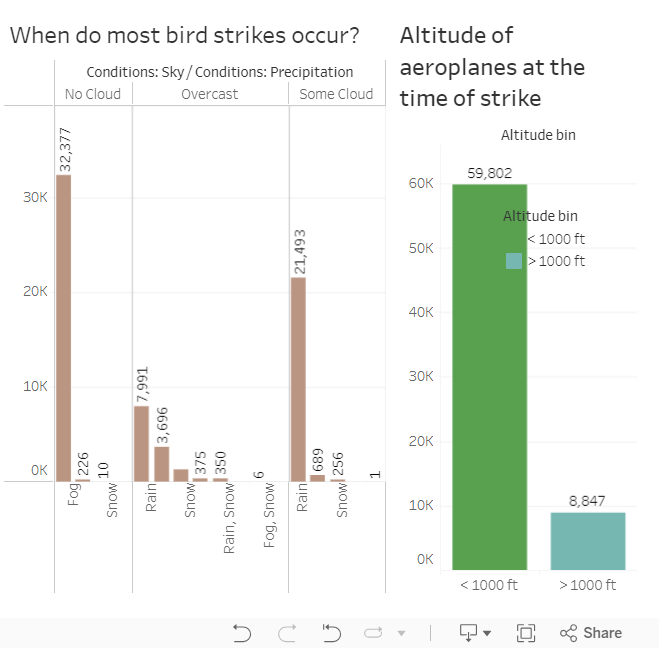 When do most bird strikes occur?
Conditions: Sky / Conditions: Precipitation
No Cloud
Overcast
Some Cloud
30K
20K
10K
0K
32,377
226
10
7,991
3,696
375
350
6
21,493
689
256
1
Fog
Snow
Rain
Snow
Rain, Snow
Fog, Snow
Rain
Snow
Altitude of
aeroplanes at the
time of strike
Altitude bin
60K
50K
40K
30K
20K
10K
0K
59,802
8,847
Altitude bin
< 1000 ft
> 1000 ft
< 1000 ft
> 1000 ft
Share